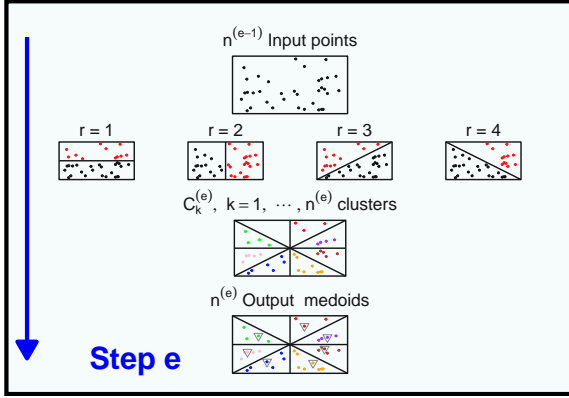 n^(e−1) Input points
r = 1 r = 2 r = 3 r = 4
C_k^(e), k = 1, ⋯, n^(e) clusters
n^(e) Output medoids
Step e